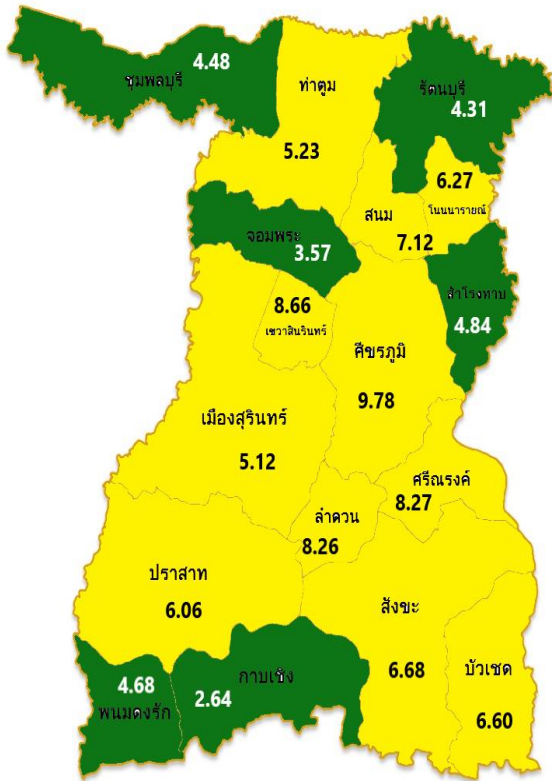 4.48
ชุมพลบุรี
ท่าตูม
5.23
รัตนบุรี
4.31
6.27
โนนนารายณ์
สนม
7.12
จอมพระ
3.57
สำโรงทาบ
4.84
8.66
เขวาสินรินทร์
ศีขรภูมิ
9.78
เมืองสุรินทร์
5.12
ศรีณรงค์
8.27
ลำดวน
8.26
ปราสาท
6.06
สังขะ
6.68
บัวเชด
6.60
กาบเชิง
2.64
4.68
พนมดงรัก